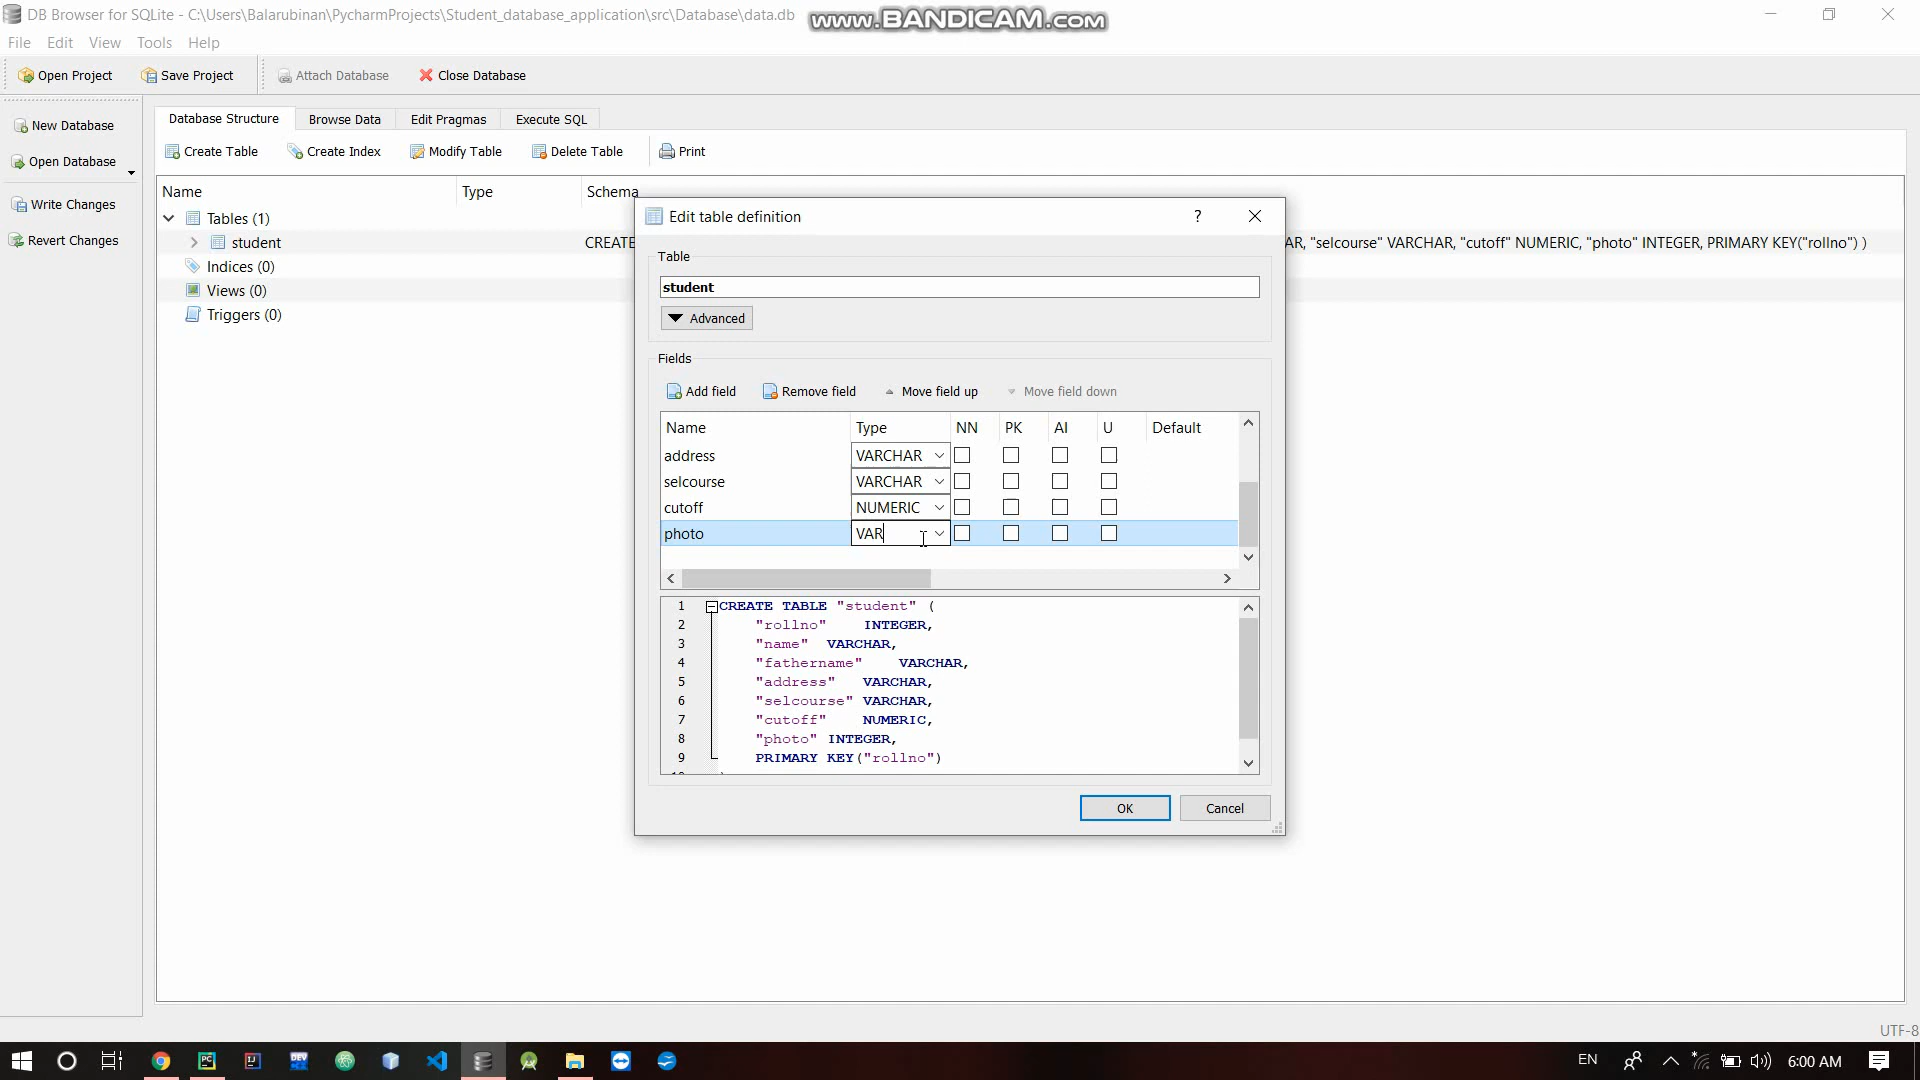 DB Browser for SQLite - C:\Users\Balarubinan\PycharmProjects\Student_database_application\src\Database\data.db
www.BANDICAM.com
File Edit View Tools Help
Open Project Save Project Attach Database Close Database
New Database
Open Database
Write Changes
Revert Changes
Database Structure Browse Data Edit Pragmas Execute SQL
Create Table Create Index Modify Table Delete Table Print
Name Type Schema
Tables (1)
student CREATE AR, "selcourse" VARCHAR, "cutoff" NUMERIC, "photo" INTEGER, PRIMARY KEY("rollno") )
Indices (0)
Views (0)
Triggers (0)
Edit table definition ?
Table
student
Advanced
Fields
Add field Remove field Move field up Move field down
Name Type NN PK AI U Default
address VARCHAR
selcourse VARCHAR
cutoff NUMERIC
photo VAR
1 CREATE TABLE "student" (
2 "rollno" INTEGER,
3 "name" VARCHAR,
4 "fathername" VARCHAR,
5 "address" VARCHAR,
6 "selcourse" VARCHAR,
7 "cutoff" NUMERIC,
8 "photo" INTEGER,
9 PRIMARY KEY("rollno")
OK Cancel
UTF-8
EN 6:00 AM